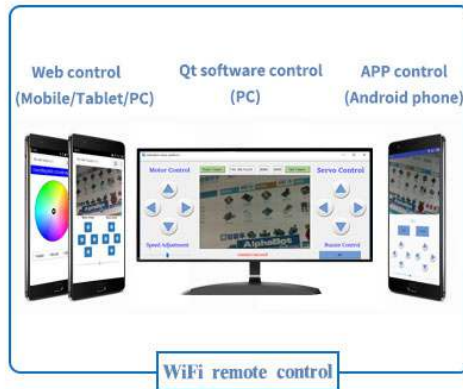 Web control
(Mobile/Tablet/PC)
Qt software control
(PC)
APP control
(Android phone)
Motor Control
Servo Control
AlphaBot
Speed Adjustment
Buzzer Control
WiFi remote control